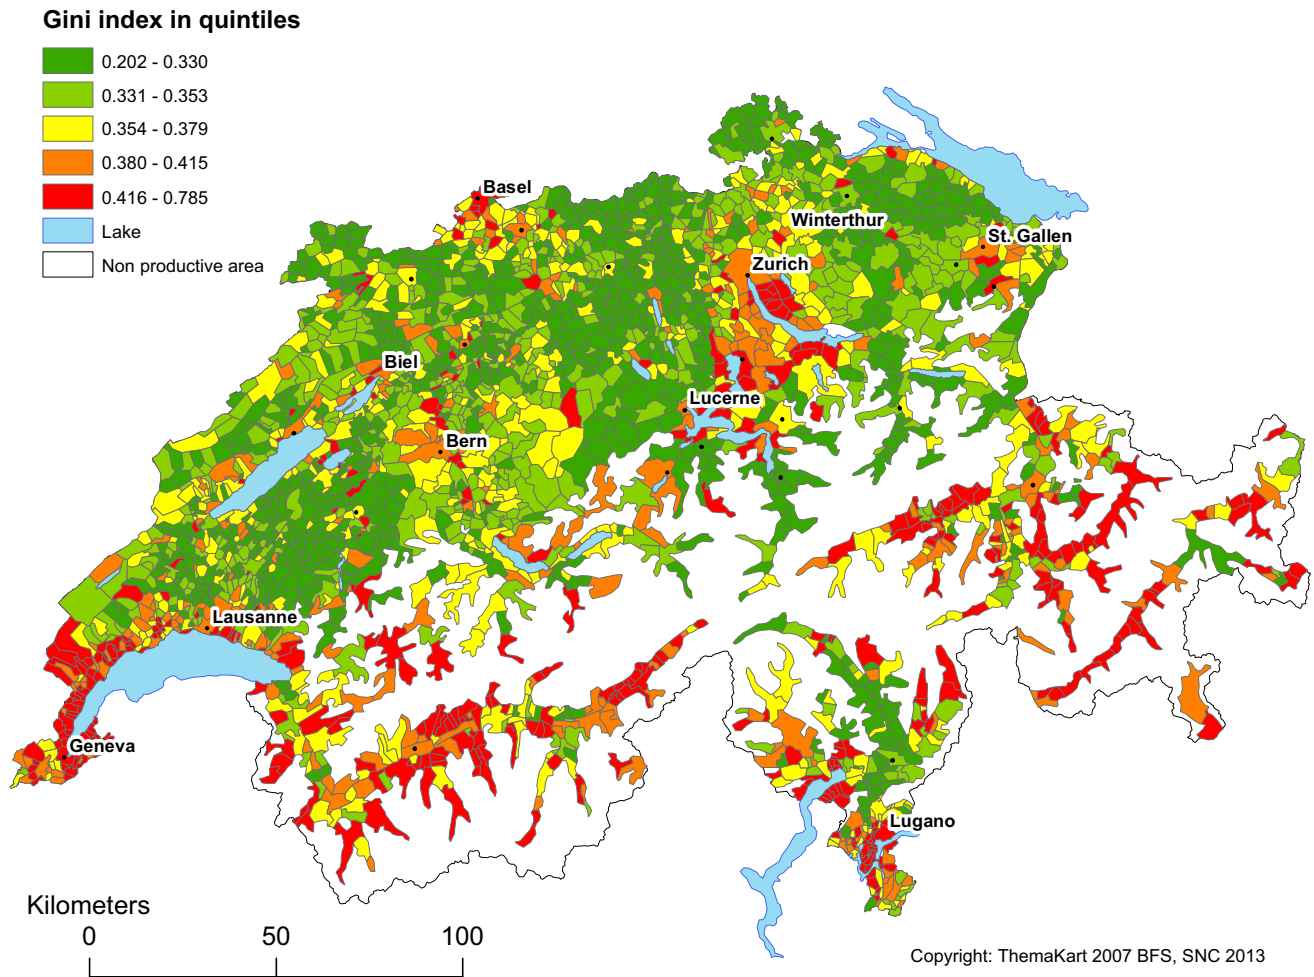 Gini index in quintiles
0.202 - 0.330
0.331 - 0.353
0.354 - 0.379
0.380 - 0.415
0.416 - 0.785
Lake
Non productive area
Basel
Winterthur
St. Gallen
Zurich
Biel
Lucerne
Bern
Lausanne
Geneva
Lugano
Kilometers
0 50 100
Copyright: ThemaKart 2007 BFS, SNC 2013